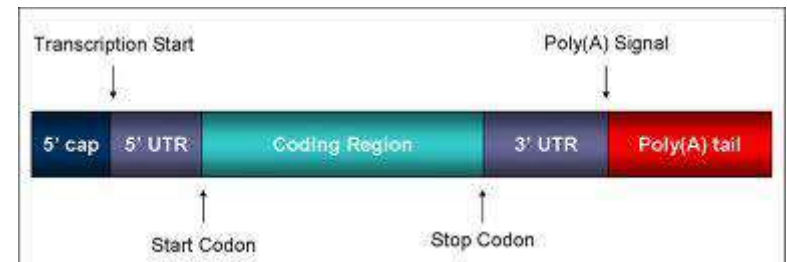 Transcription Start Poly(A) Signal
5' cap 5' UTR Coding Region 3' UTR Poly(A) tail
Start Codon Stop Codon